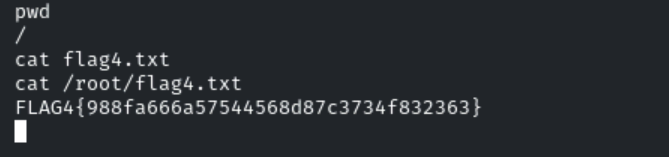 pwd
/
cat flag4.txt
cat /root/flag4.txt
FLAG4{988fa666a57544568d87c3734f832363}